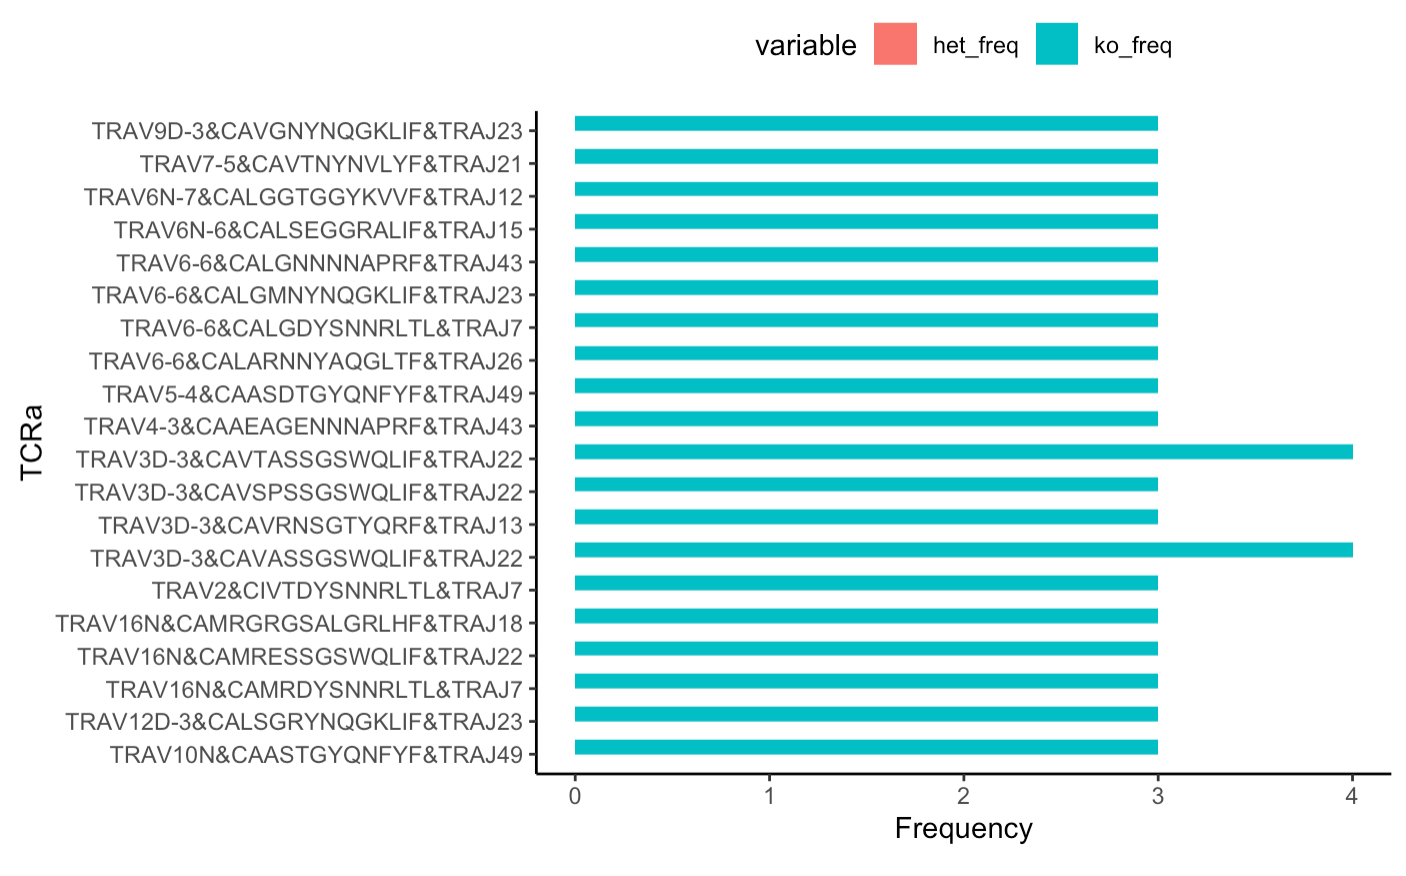 variable het_freq ko_freq
TRAV9D-3&CAVGNYNQGKLIF&TRAJ23
TRAV7-5&CAVTNYNVLYF&TRAJ21
TRAV6N-7&CALGGTGGYKVVF&TRAJ12
TRAV6N-6&CALSEGGRALIF&TRAJ15
TRAV6-6&CALGNNNNAPRF&TRAJ43
TRAV6-6&CALGMNYNQGKLIF&TRAJ23
TRAV6-6&CALGDYSNNRLTL&TRAJ7
TRAV6-6&CALARNNYAQGLTF&TRAJ26
TRAV5-4&CAASDTGYQNFYF&TRAJ49
TRAV4-3&CAAEAGENNNAPRF&TRAJ43
TRAV3D-3&CAVTASSGSWQLIF&TRAJ22
TRAV3D-3&CAVSPSSGSWQLIF&TRAJ22
TRAV3D-3&CAVRNSGTYQRF&TRAJ13
TRAV3D-3&CAVASSGSWQLIF&TRAJ22
TRAV2&CIVTDYSNNRLTL&TRAJ7
TRAV16N&CAMRGRGSALGRLHF&TRAJ18
TRAV16N&CAMRESSGSWQLIF&TRAJ22
TRAV16N&CAMRDYSNNRLTL&TRAJ7
TRAV12D-3&CALSGRYNQGKLIF&TRAJ23
TRAV10N&CAASTGYQNFYF&TRAJ49
TCRa
0 1 2 3 4
Frequency